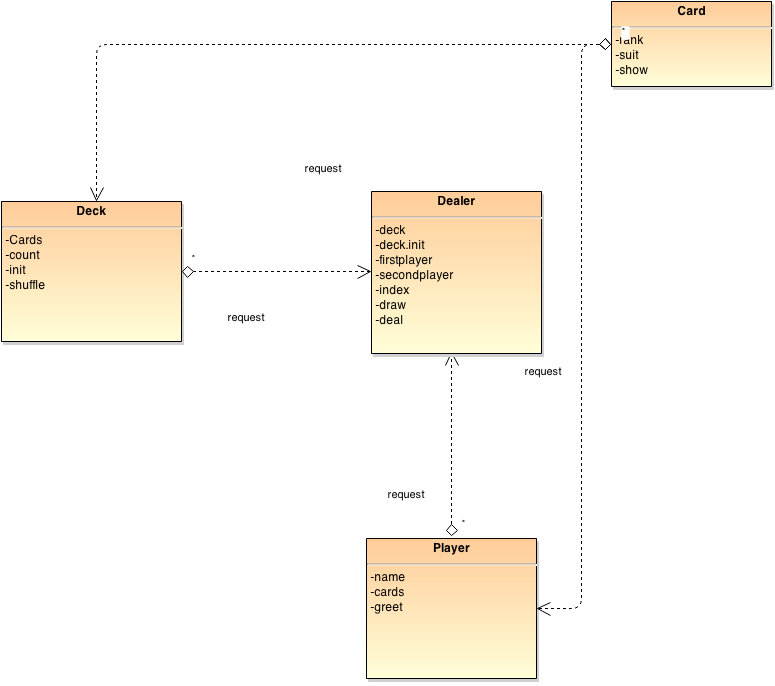 Card
*
-rank
-suit
-show
request
Deck
-Cards
-count
-init
-shuffle
*
request
Dealer
-deck
-deck.init
-firstplayer
-secondplayer
-index
-draw
-deal
request
request
*
Player
-name
-cards
-greet